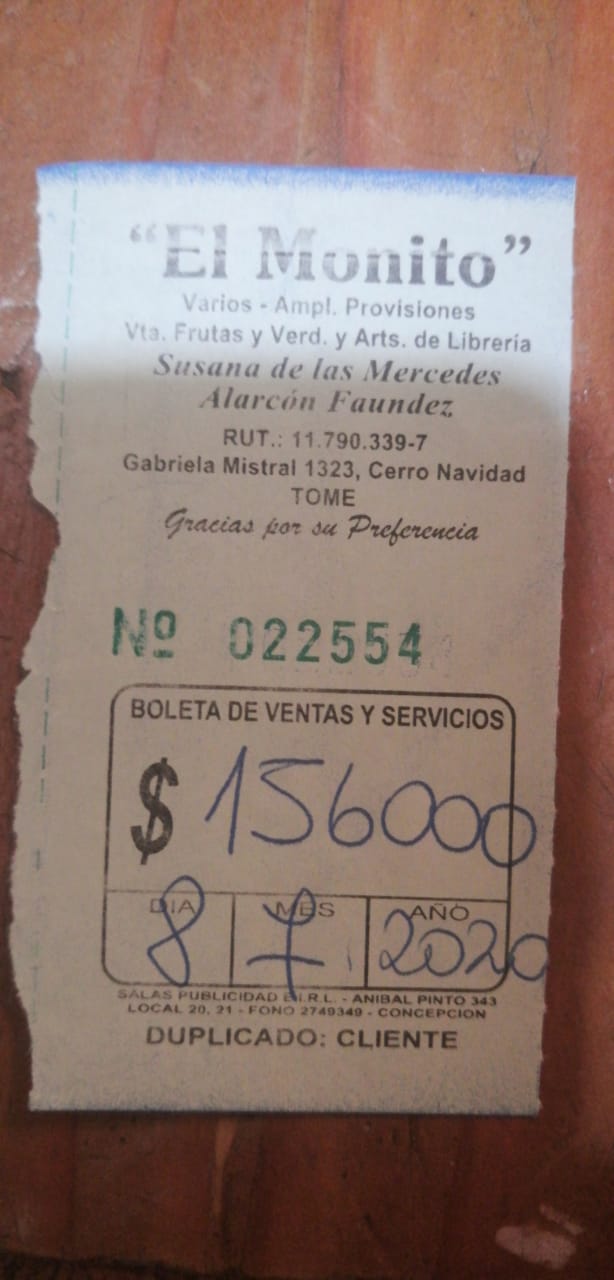 “El Monito”
Varios - Ampl. Provisiones
Vta. Frutas y Verd. y Arts. de Libreria
Susana de las Mercedes
Alarcón Faundez
RUT.: 11.790.339-7
Gabriela Mistral 1323, Cerro Navidad
TOME
Gracias por su Preferencia
Nº 022554
BOLETA DE VENTAS Y SERVICIOS
$ 156000
DIA MES AÑO
8 7 2020
SALAS PUBLICIDAD E.I.R.L. - ANIBAL PINTO 343
LOCAL 20, 21 - FONO 2749349 - CONCEPCION
DUPLICADO: CLIENTE